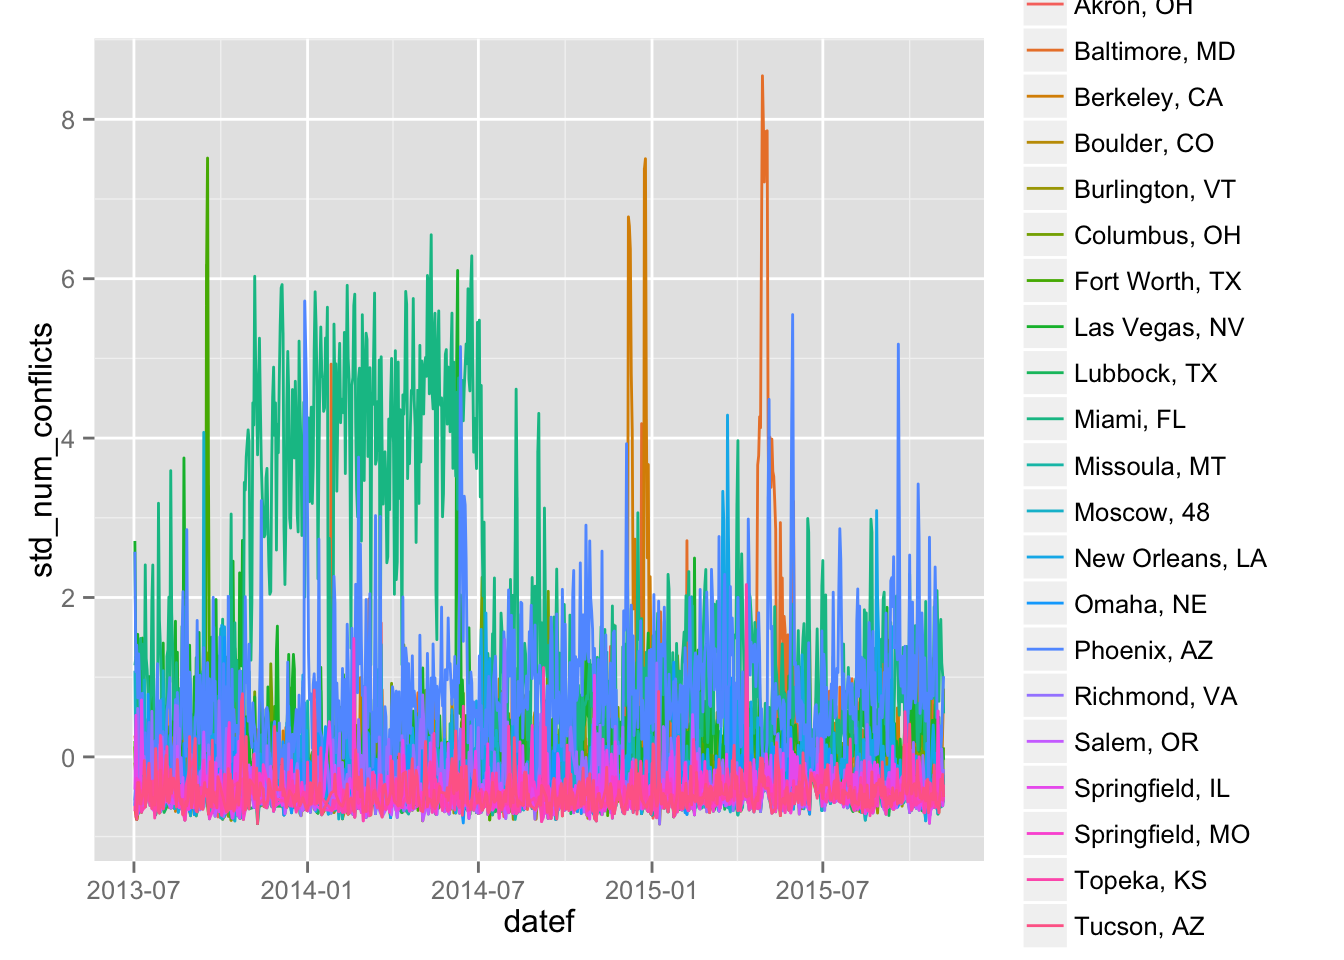 Akron, OH
Baltimore, MD
Berkeley, CA
Boulder, CO
Burlington, VT
Columbus, OH
Fort Worth, TX
Las Vegas, NV
Lubbock, TX
Miami, FL
Missoula, MT
Moscow, 48
New Orleans, LA
Omaha, NE
Phoenix, AZ
Richmond, VA
Salem, OR
Springfield, IL
Springfield, MO
Topeka, KS
Tucson, AZ
8
6
4
2
0
std_num_conflicts
2013-07 2014-01 2014-07 2015-01 2015-07
datef